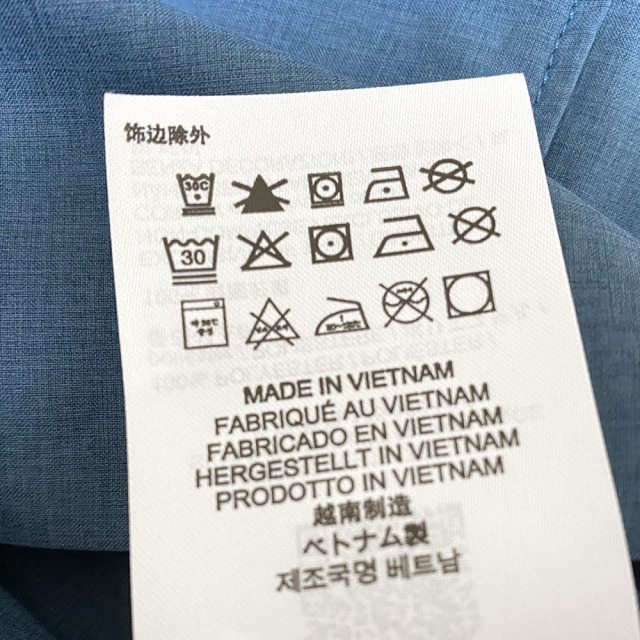 饰边除外
30C
30
MADE IN VIETNAM
FABRIQUÉ AU VIETNAM
FABRICADO EN VIETNAM
HERGESTELLT IN VIETNAM
PRODOTTO IN VIETNAM
越南制造
ベトナム製
제조국명 베트남